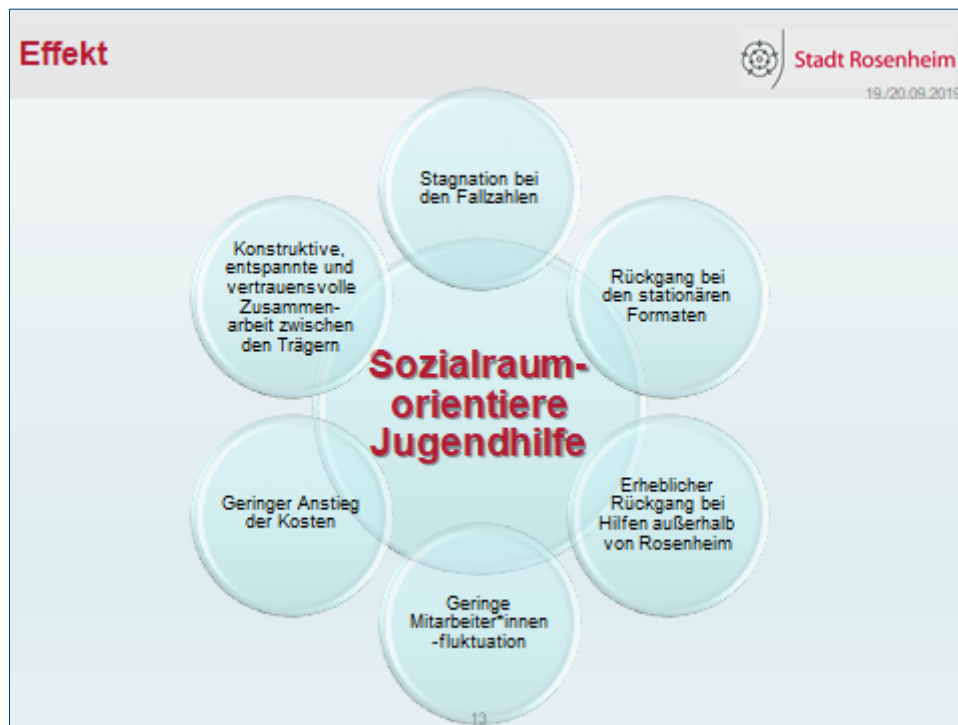 Effekt
Stadt Rosenheim
19./20.09.2019
Stagnation bei
den Fallzahlen
Konstruktive,
entspannte und
vertrauensvolle
Zusammen-
arbeit zwischen
den Trägern
Rückgang bei
den stationären
Formaten
Sozialraum-
orientiere
Jugendhilfe
Geringer Anstieg
der Kosten
Erheblicher
Rückgang bei
Hilfen außerhalb
von Rosenheim
Geringe
Mitarbeiter*innen
-fluktuation
13